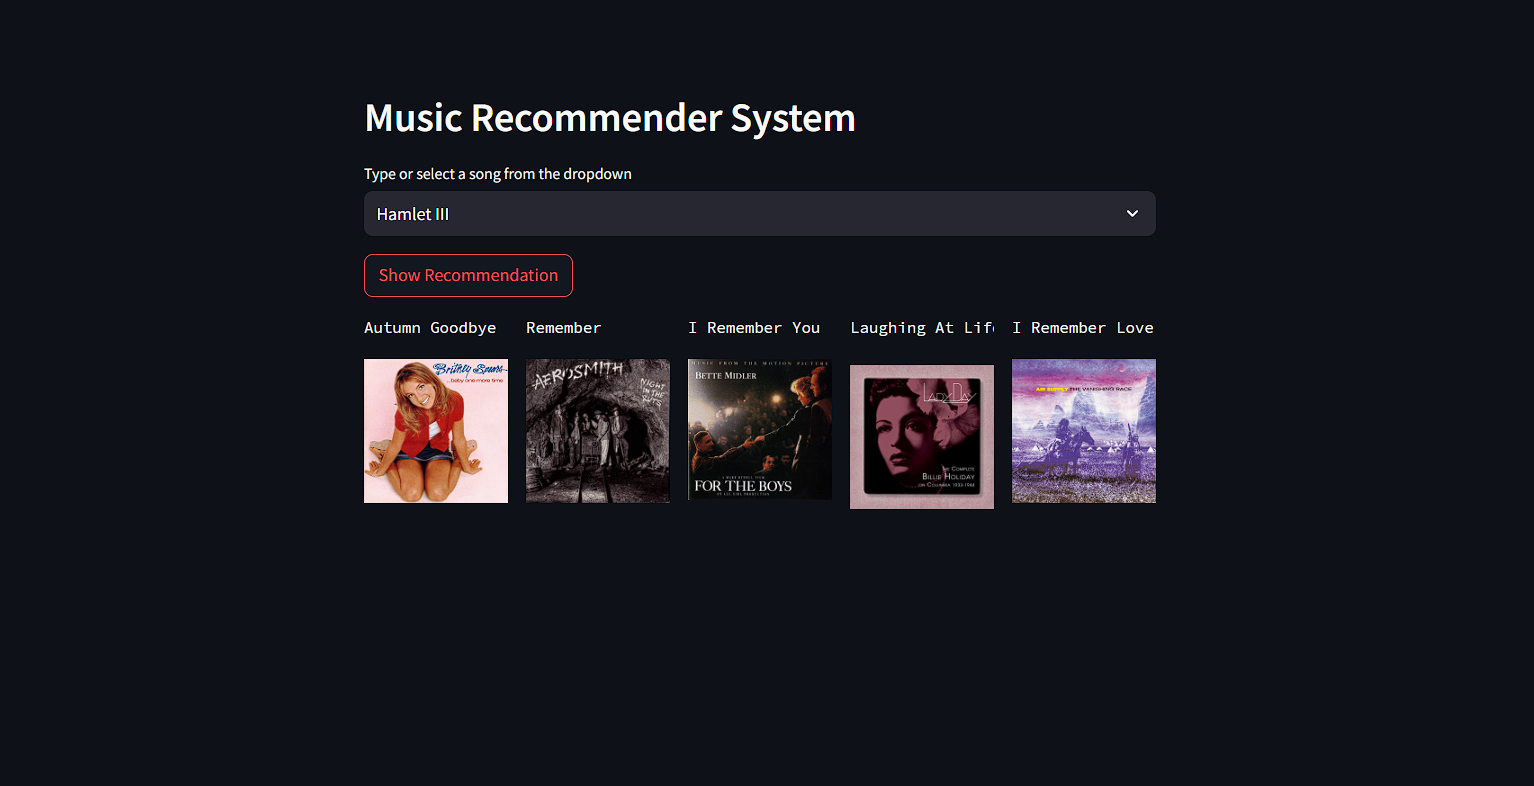 Music Recommender System
Type or select a song from the dropdown
Hamlet III
Show Recommendation
Autumn Goodbye
Remember
I Remember You
Laughing At Lif
I Remember Love
Britney Spears
...baby one more time
AEROSMITH
NIGHT
IN THE
RUTS
MUSIC FROM THE MOTION PICTURE
BETTE MIDLER
FOR THE BOYS
LADY DAY
THE COMPLETE
BILLIE HOLIDAY
ON COLUMBIA 1933-1944
AIR SUPPLY THE VANISHING RACE